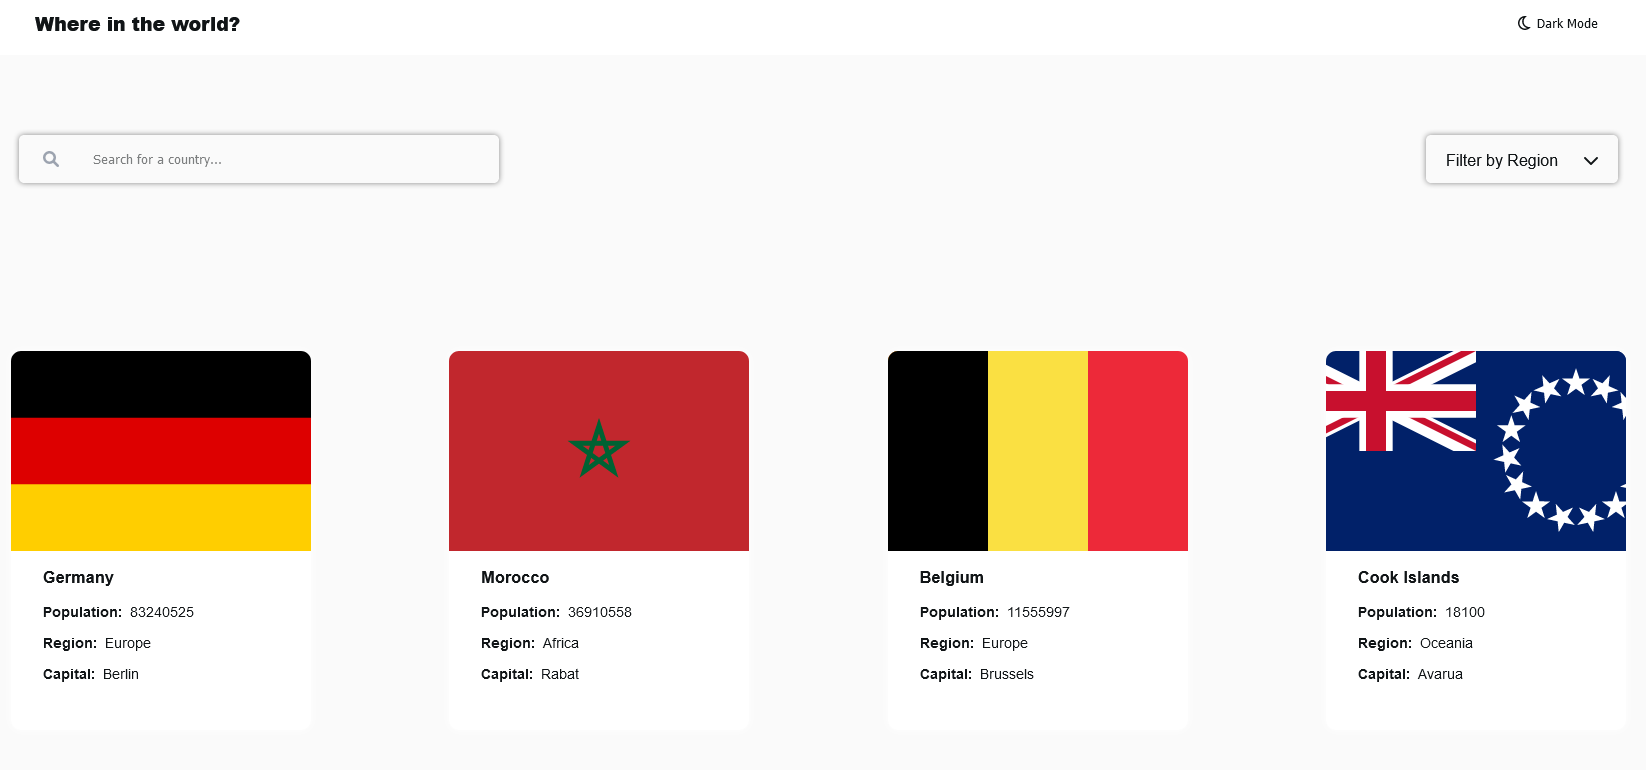 Where in the world?
Dark Mode
Search for a country...
Filter by Region
Germany
Population: 83240525
Region: Europe
Capital: Berlin
Morocco
Population: 36910558
Region: Africa
Capital: Rabat
Belgium
Population: 11555997
Region: Europe
Capital: Brussels
Cook Islands
Population: 18100
Region: Oceania
Capital: Avarua